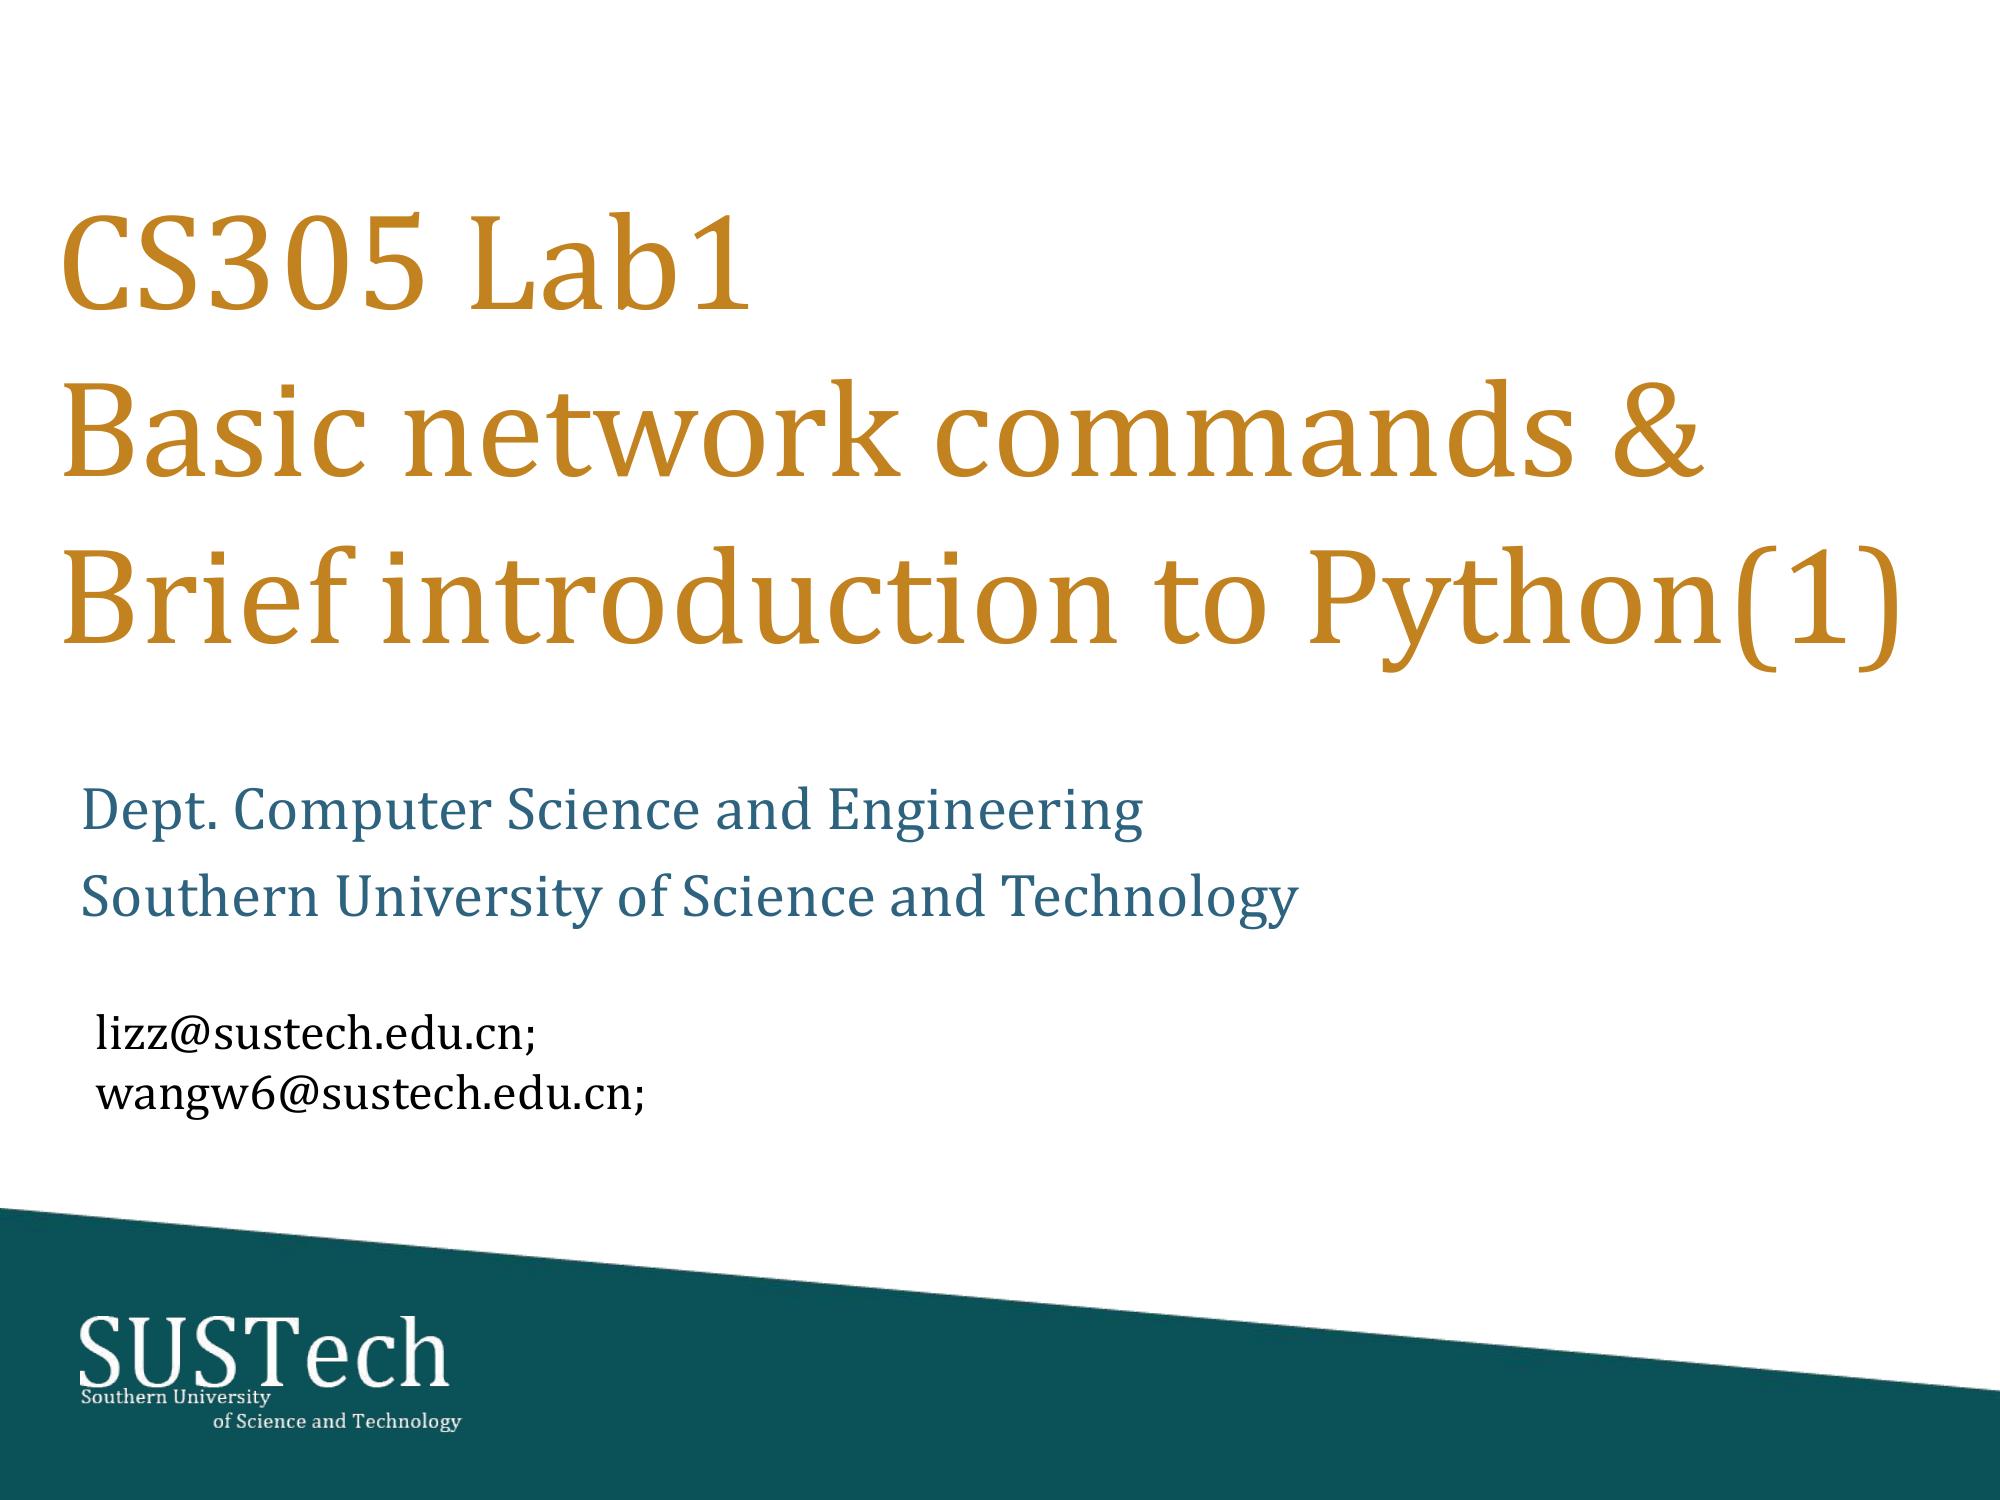 CS305 Lab1
Basic network commands &
Brief introduction to Python(1)
Dept. Computer Science and Engineering
Southern University of Science and Technology
lizz@sustech.edu.cn;
wangw6@sustech.edu.cn;
SUSTech
Southern University
of Science and Technology